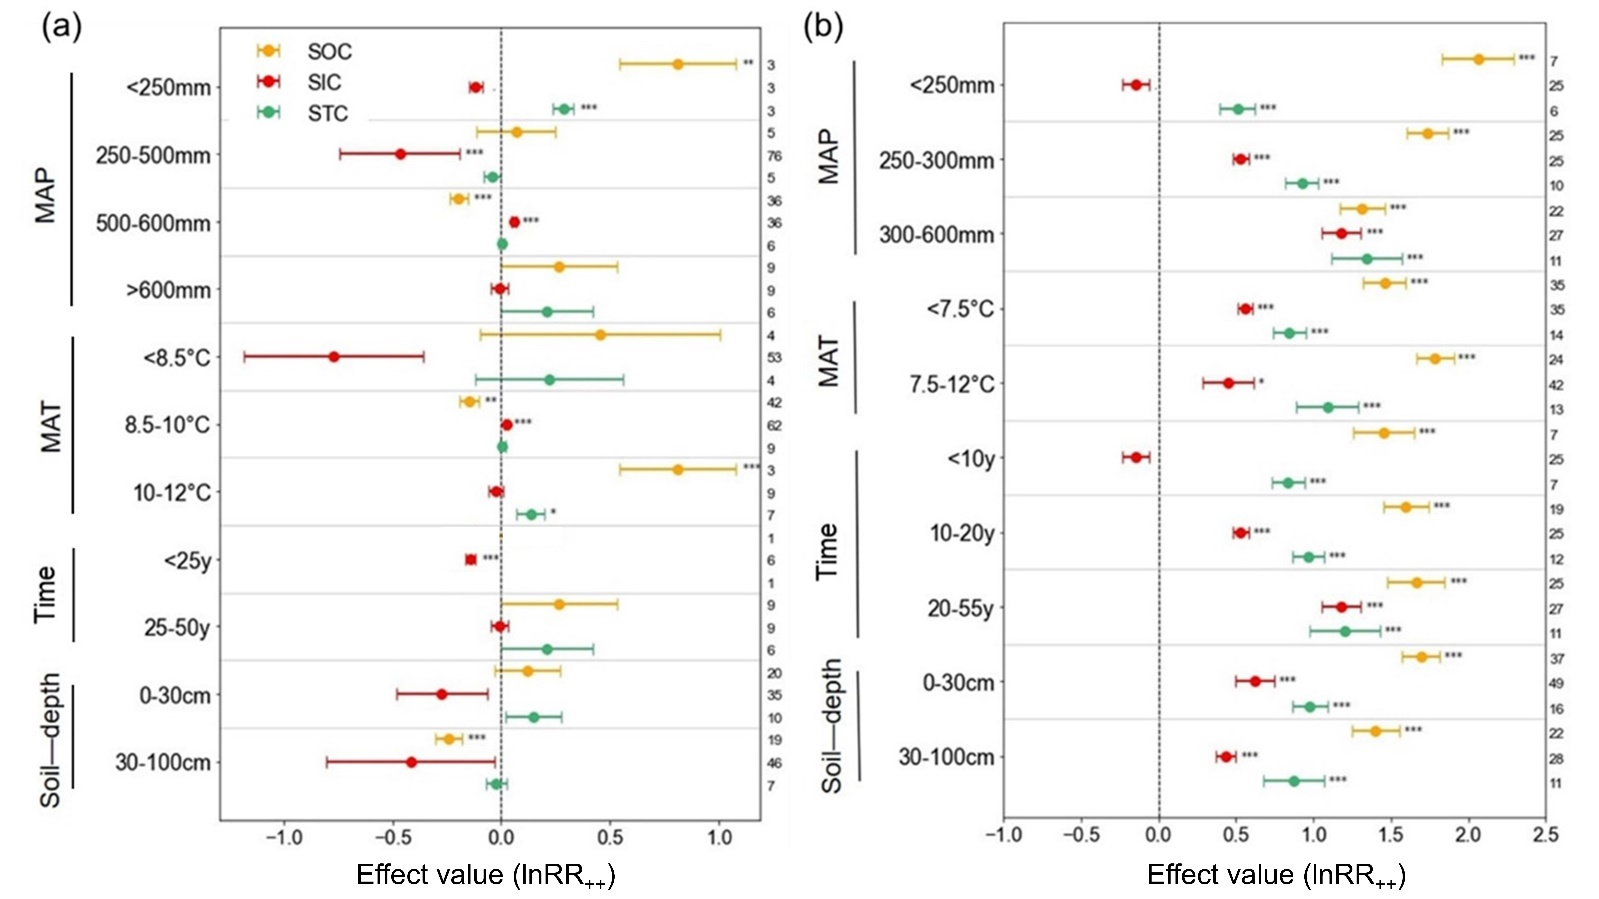 (a)
SOC
SIC
STC
MAP
<250mm
** 3
3
*** 3
250-500mm
5
*** 76
5
500-600mm
*** 36
*** 36
6
>600mm
9
9
6
MAT
<8.5°C
4
53
4
8.5-10°C
** 42
*** 62
9
10-12°C
*** 3
9
* 7
Time
<25y
1
*** 6
1
25-50y
9
9
6
Soil—depth
0-30cm
20
35
10
30-100cm
*** 19
46
7
−1.0 −0.5 0.0 0.5 1.0
Effect value (lnRR++)
(b)
MAP
<250mm
*** 7
25
*** 6
250-300mm
*** 25
*** 25
*** 10
300-600mm
*** 22
*** 27
*** 11
MAT
<7.5°C
*** 35
*** 35
*** 14
7.5-12°C
*** 24
* 42
*** 13
Time
<10y
*** 7
25
*** 7
10-20y
*** 19
*** 25
*** 12
20-55y
*** 25
*** 27
*** 11
Soil—depth
0-30cm
*** 37
*** 49
*** 16
30-100cm
*** 22
*** 28
*** 11
−1.0 −0.5 0.0 0.5 1.0 1.5 2.0 2.5
Effect value (lnRR++)